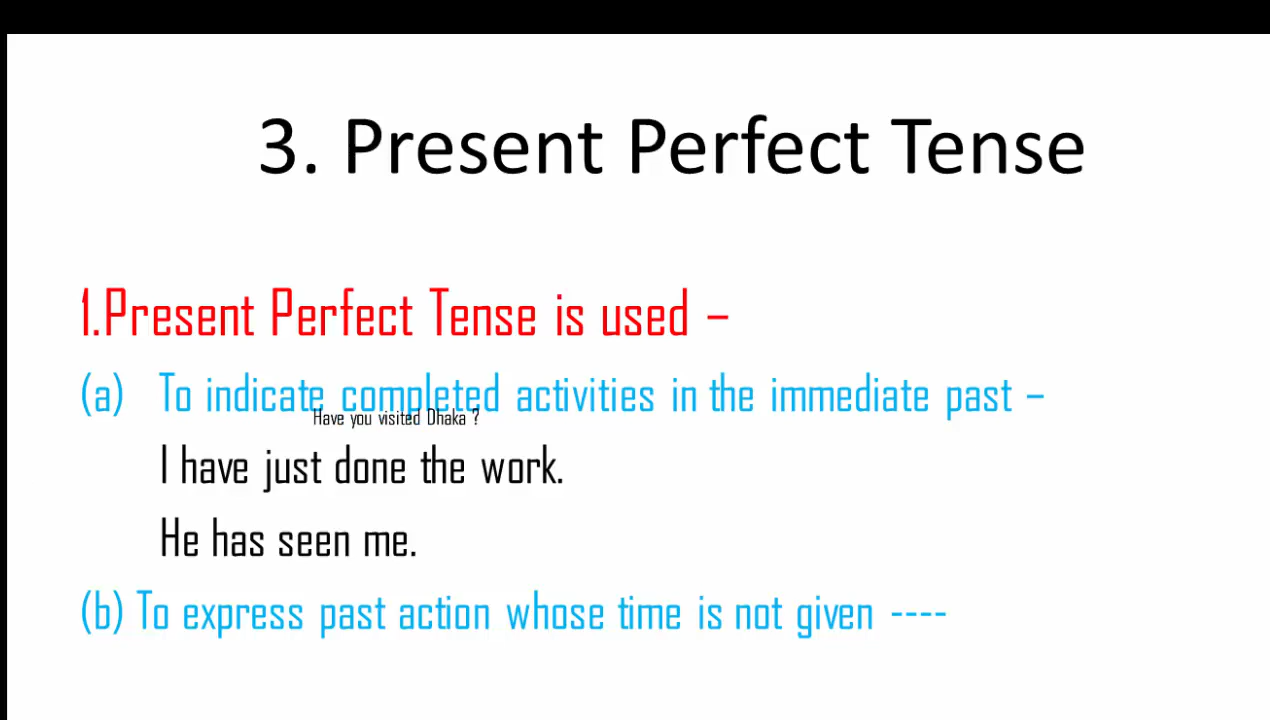 3. Present Perfect Tense
1.Present Perfect Tense is used –
(a) To indicate completed activities in the immediate past –
Have you visited Dhaka ?
I have just done the work.
He has seen me.
(b) To express past action whose time is not given ----